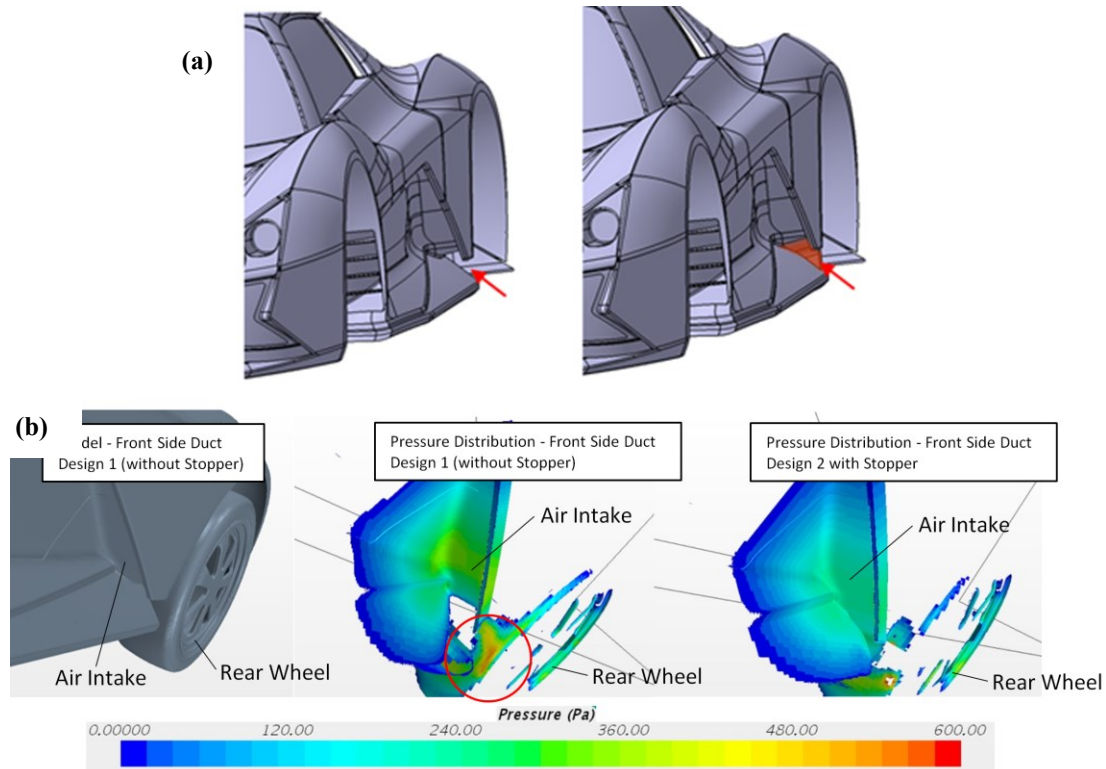 (a)
(b)
del - Front Side Duct
Design 1 (without Stopper)
Pressure Distribution - Front Side Duct
Design 1 (without Stopper)
Pressure Distribution - Front Side Duct
Design 2 with Stopper
Air Intake
Rear Wheel
Air Intake
Rear Wheel
Air Intake
Rear Wheel
Pressure (Pa)
0.00000 120.00 240.00 360.00 480.00 600.00